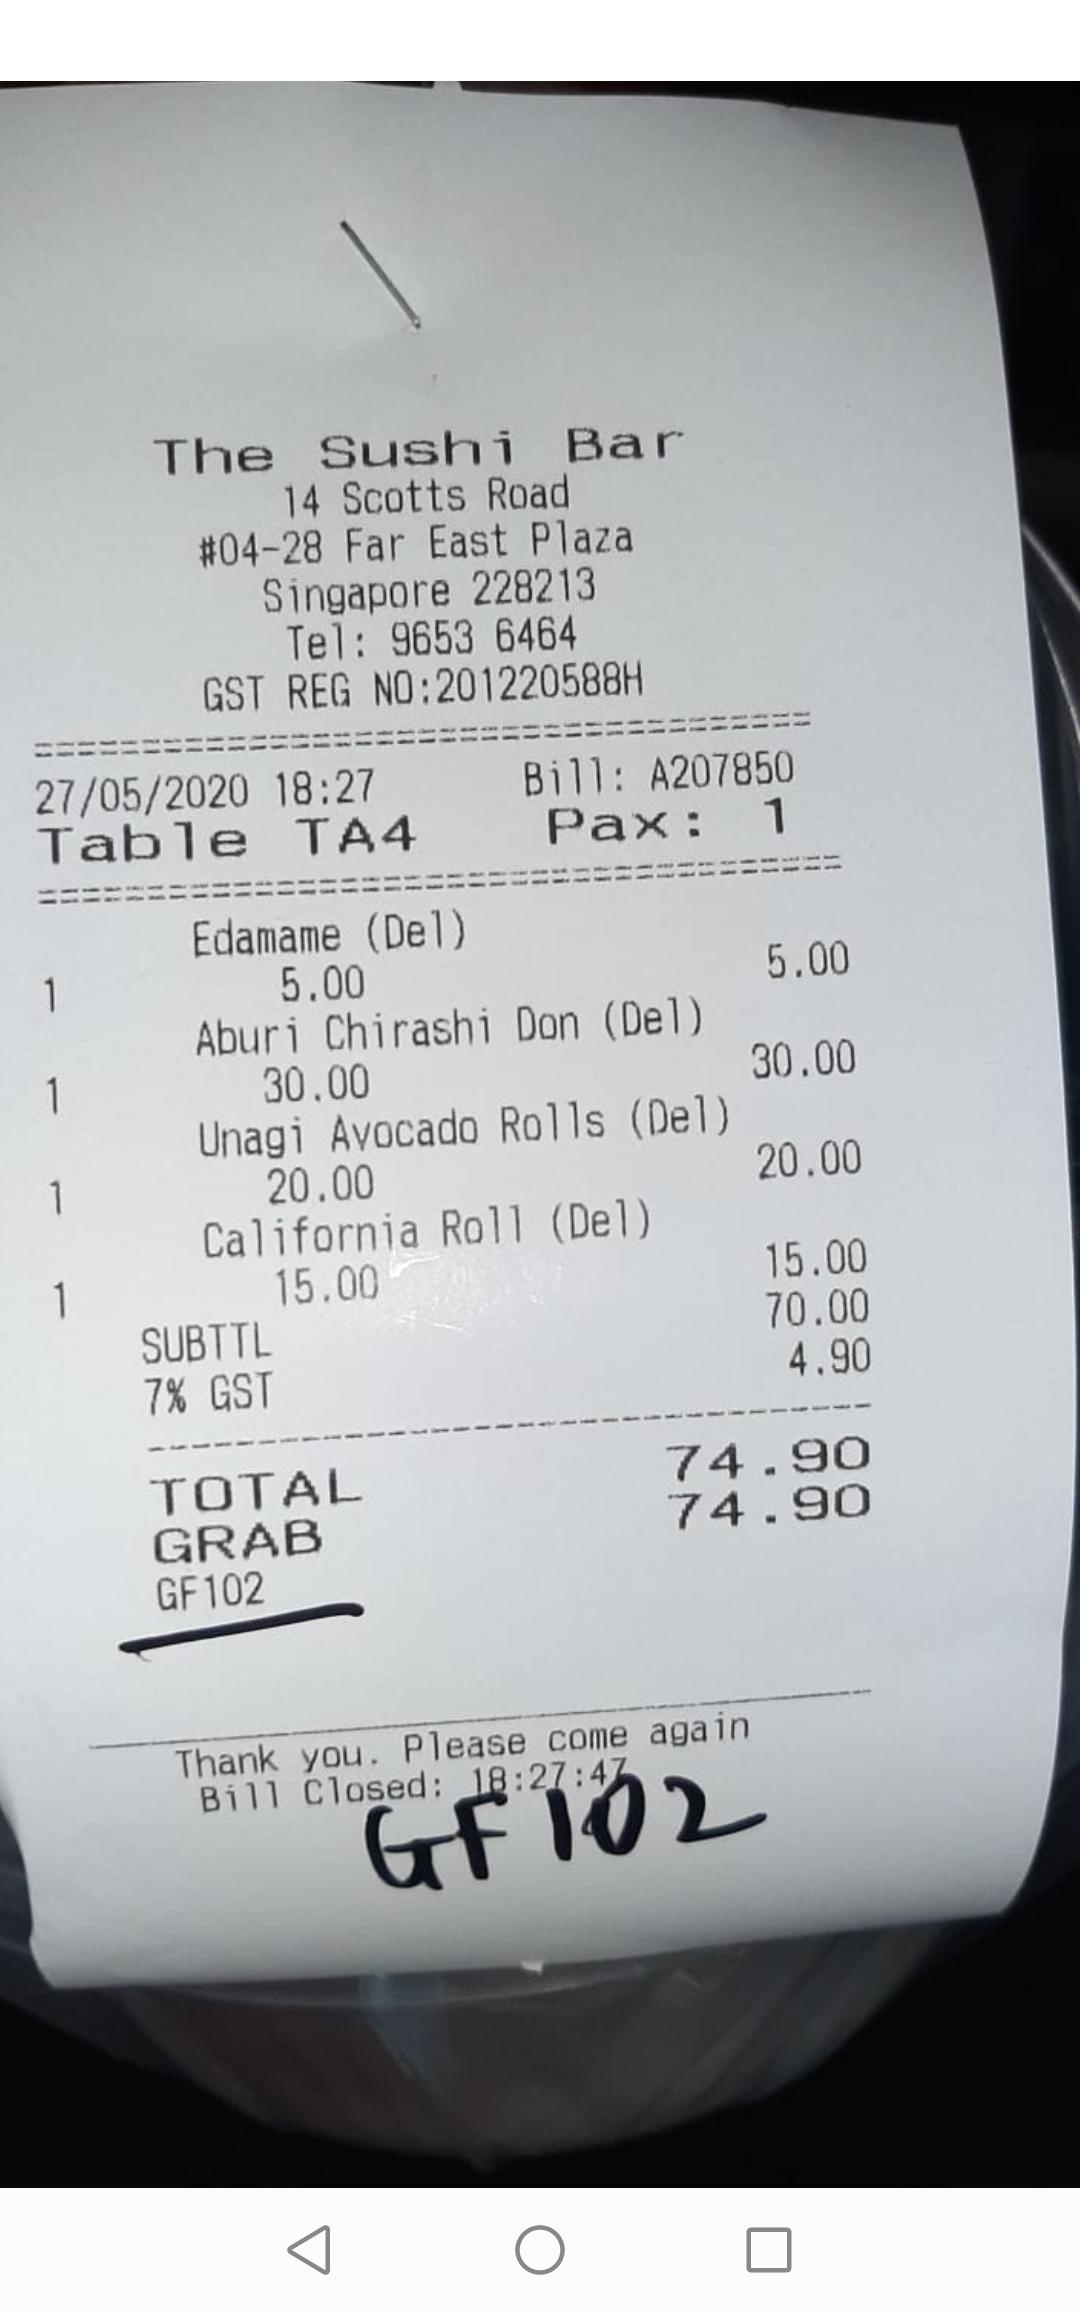 The Sushi Bar
14 Scotts Road
#04-28 Far East Plaza
Singapore 228213
Tel: 9653 6464
GST REG NO:201220588H
========================================
27/05/2020 18:27 Bill: A207850
Table TA4 Pax: 1
========================================
Edamame (Del)
1 5.00 5.00
Aburi Chirashi Don (Del)
1 30.00 30.00
Unagi Avocado Rolls (Del)
1 20.00 20.00
California Roll (Del)
1 15.00 15.00
SUBTTL 70.00
7% GST 4.90
TOTAL 74.90
GRAB 74.90
GF102
Thank you. Please come again
Bill Closed: 18:27:47
GF102